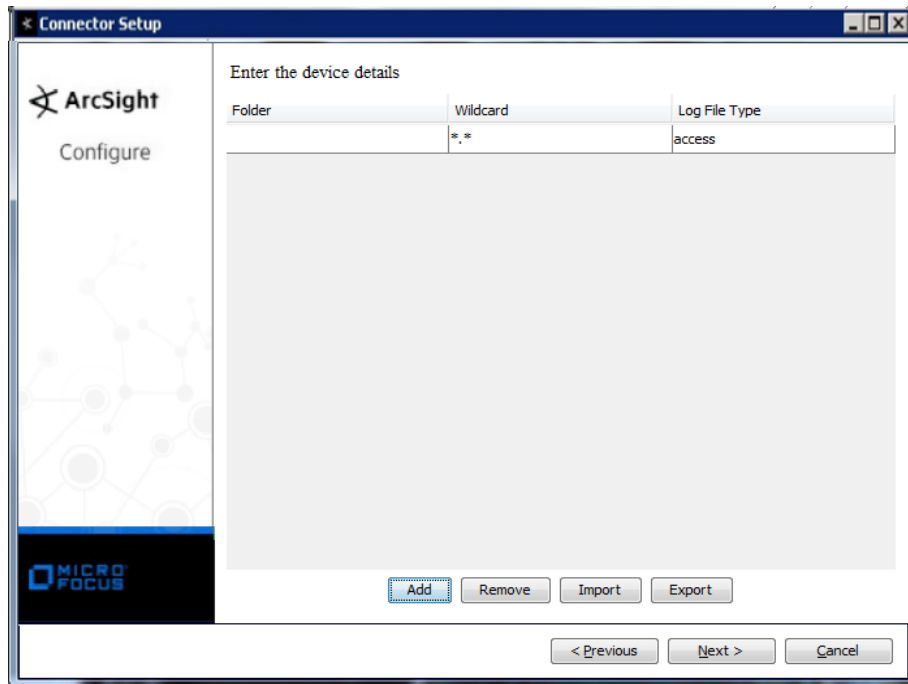 Connector Setup
ArcSight
Configure
Enter the device details
Folder Wildcard Log File Type
*.* access
MICRO
FOCUS
Add Remove Import Export
< Previous Next > Cancel